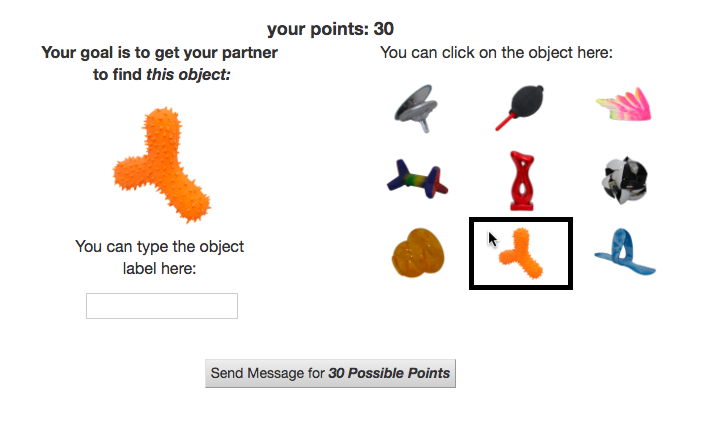 your points: 30
Your goal is to get your partner
to find this object:
You can click on the object here:
You can type the object
label here:
Send Message for 30 Possible Points